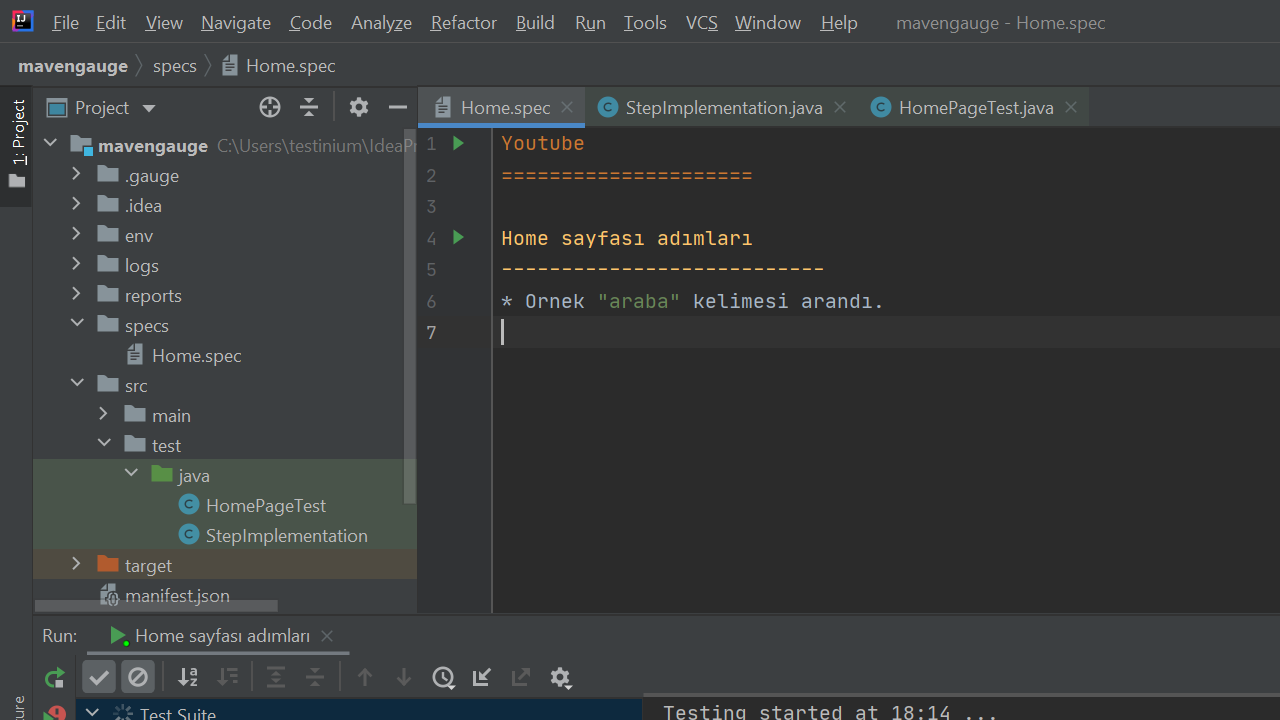 File Edit View Navigate Code Analyze Refactor Build Run Tools VCS Window Help mavengauge - Home.spec
mavengauge specs Home.spec
1: Project
Project
Home.spec StepImplementation.java HomePageTest.java
mavengauge C:\Users\testinium\IdeaPr
.gauge
.idea
env
logs
reports
specs
Home.spec
src
main
test
java
HomePageTest
StepImplementation
target
manifest.json
1 Youtube
2 =====================
3
4 Home sayfası adımları
5 ---------------------------
6 * Ornek "araba" kelimesi arandı.
7
Run: Home sayfası adımları
Test Suite
Testing started at 18:14 ...